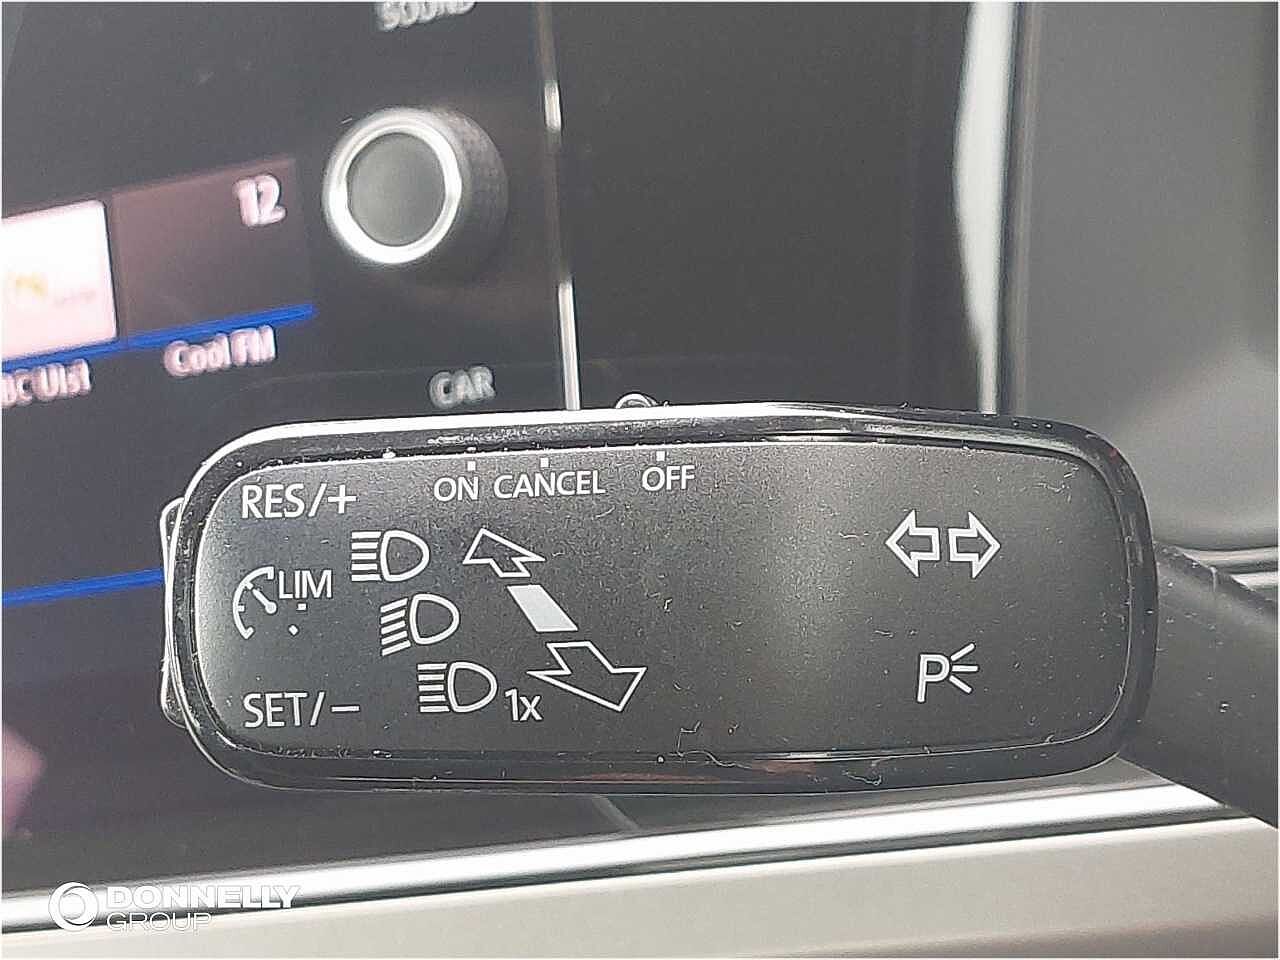 SOUND
12
Cool FM
CAR
ON CANCEL OFF
RES/+
LIM
SET/–
1x
P
DONNELLY
GROUP